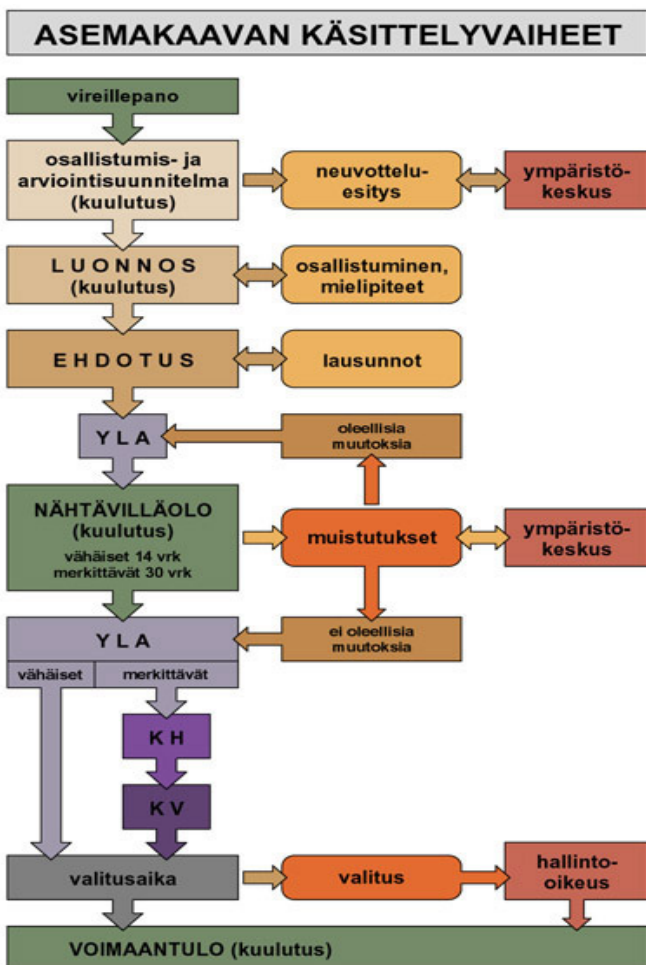 ASEMAKAAVAN KÄSITTELYVAIHEET
vireillepano
osallistumis- ja
arviointisuunnitelma
(kuulutus)
neuvottelu-
esitys
ympäristö-
keskus
LUONNOS
(kuulutus)
osallistuminen,
mielipiteet
EHDOTUS
lausunnot
YLA
oleellisia
muutoksia
NÄHTÄVILLÄOLO
(kuulutus)
vähäiset 14 vrk
merkittävät 30 vrk
muistutukset
ympäristö-
keskus
YLA
ei oleellisia
muutoksia
vähäiset
merkittävät
KH
KV
valitusaika
valitus
hallinto-
oikeus
VOIMAANTULO (kuulutus)